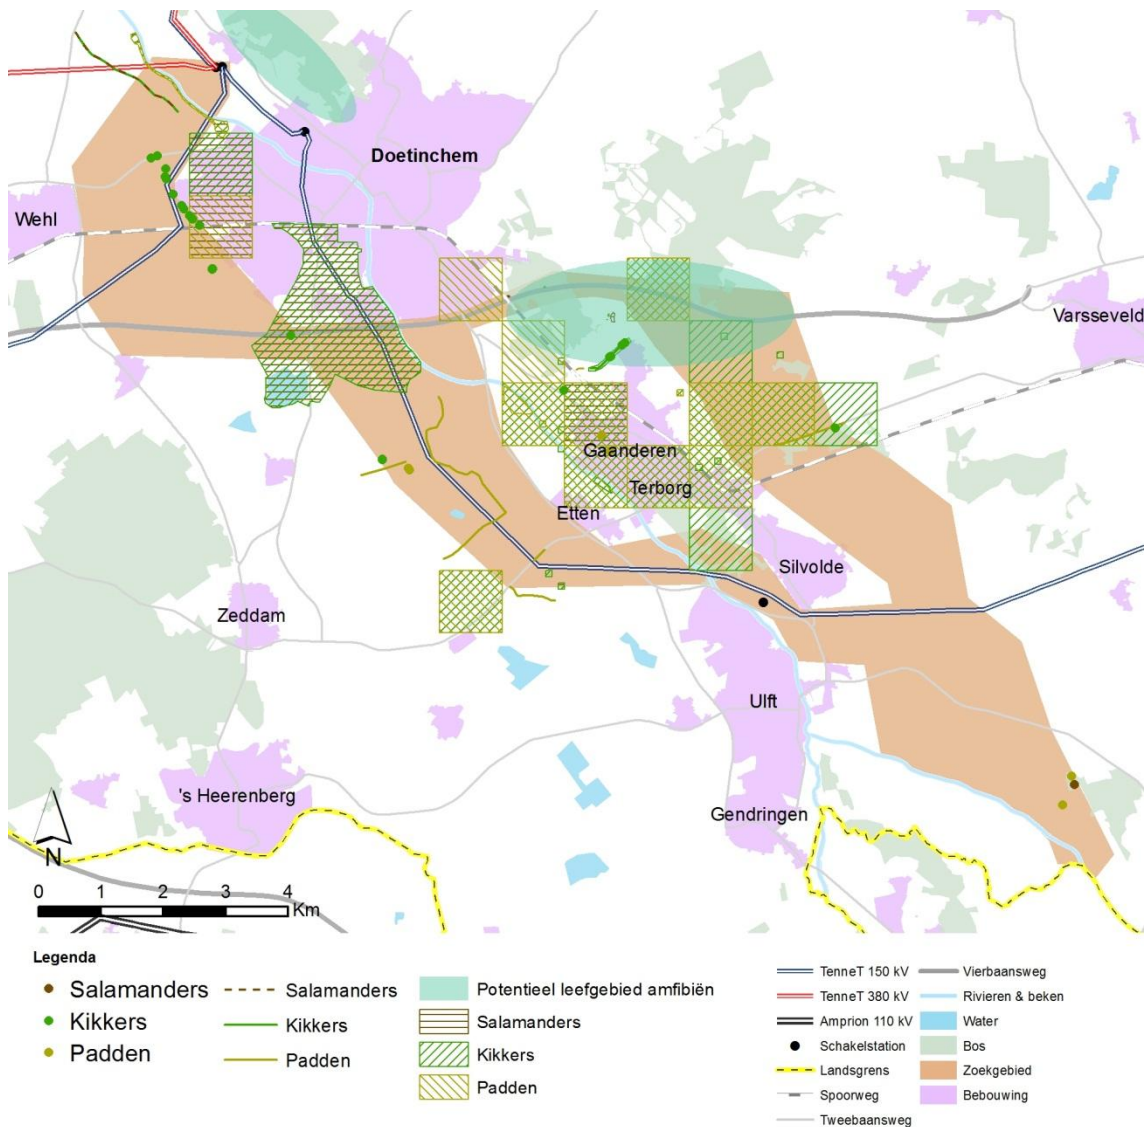 Doetinchem
Wehl
Varsseveld
Gaanderen
Terborg
Etten
Silvolde
Zeddam
Ulft
's Heerenberg
Gendringen
N
0 1 2 3 4
Km
Legenda
Salamanders
Kikkers
Padden
Salamanders
Kikkers
Padden
Potentieel leefgebied amfibiën
Salamanders
Kikkers
Padden
TenneT 150 kV
TenneT 380 kV
Amprion 110 kV
Schakelstation
Landsgrens
Spoorweg
Tweebaansweg
Vierbaansweg
Rivieren & beken
Water
Bos
Zoekgebied
Bebouwing